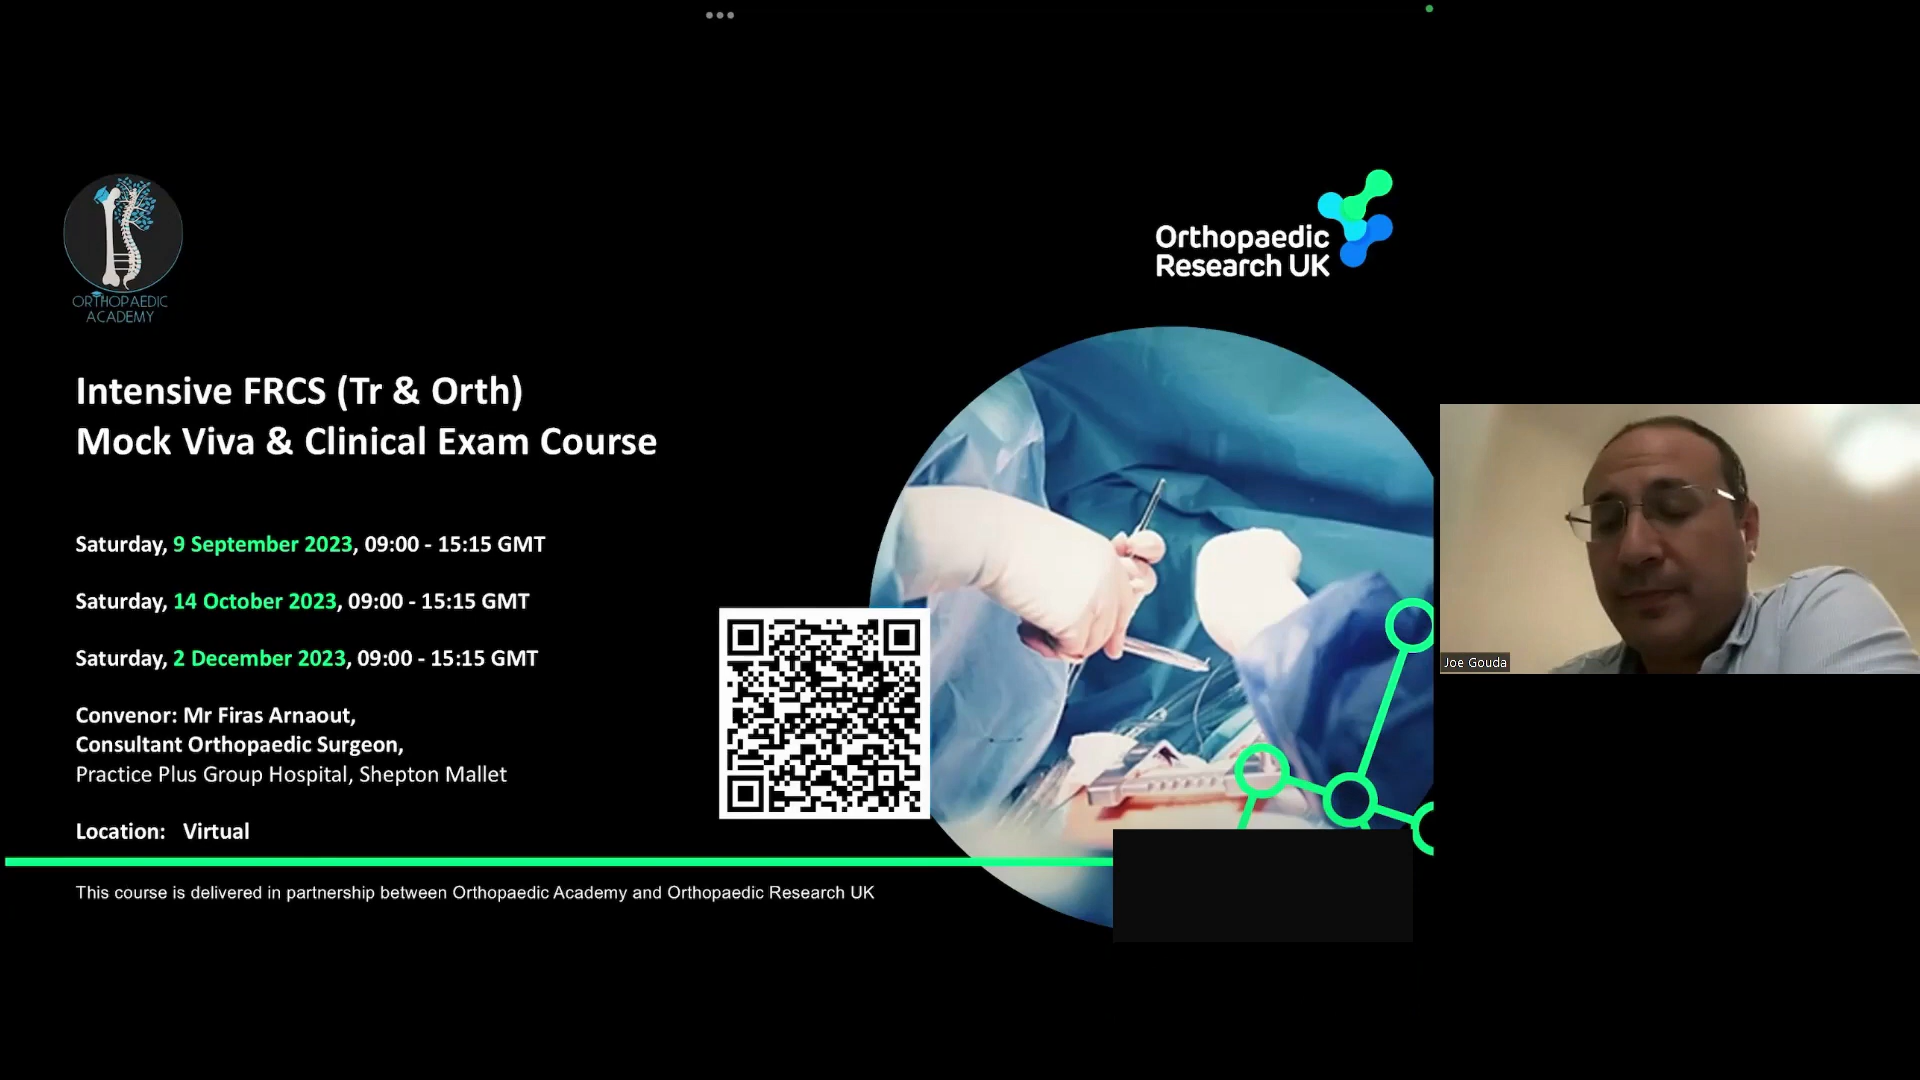 ORTHOPAEDIC
ACADEMY
Orthopaedic
Research UK
Intensive FRCS (Tr & Orth)
Mock Viva & Clinical Exam Course
Saturday, 9 September 2023, 09:00 - 15:15 GMT
Saturday, 14 October 2023, 09:00 - 15:15 GMT
Saturday, 2 December 2023, 09:00 - 15:15 GMT
Convenor: Mr Firas Arnaout,
Consultant Orthopaedic Surgeon,
Practice Plus Group Hospital, Shepton Mallet
Location: Virtual
This course is delivered in partnership between Orthopaedic Academy and Orthopaedic Research UK
Joe Gouda